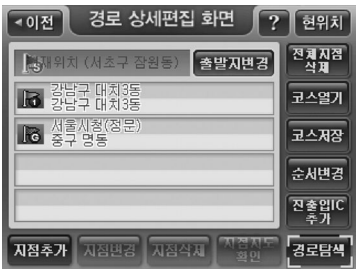 이전
경로 상세편집 화면
?
현위치
현재위치 (서초구 잠원동)
출발지변경
전체지점
삭제
강남구 대치3동
강남구 대치3동
코스열기
서울시청(정문)
중구 명동
코스저장
순서변경
진출입IC
추가
지점추가
지점변경
지점삭제
지점지도
확인
경로탐색